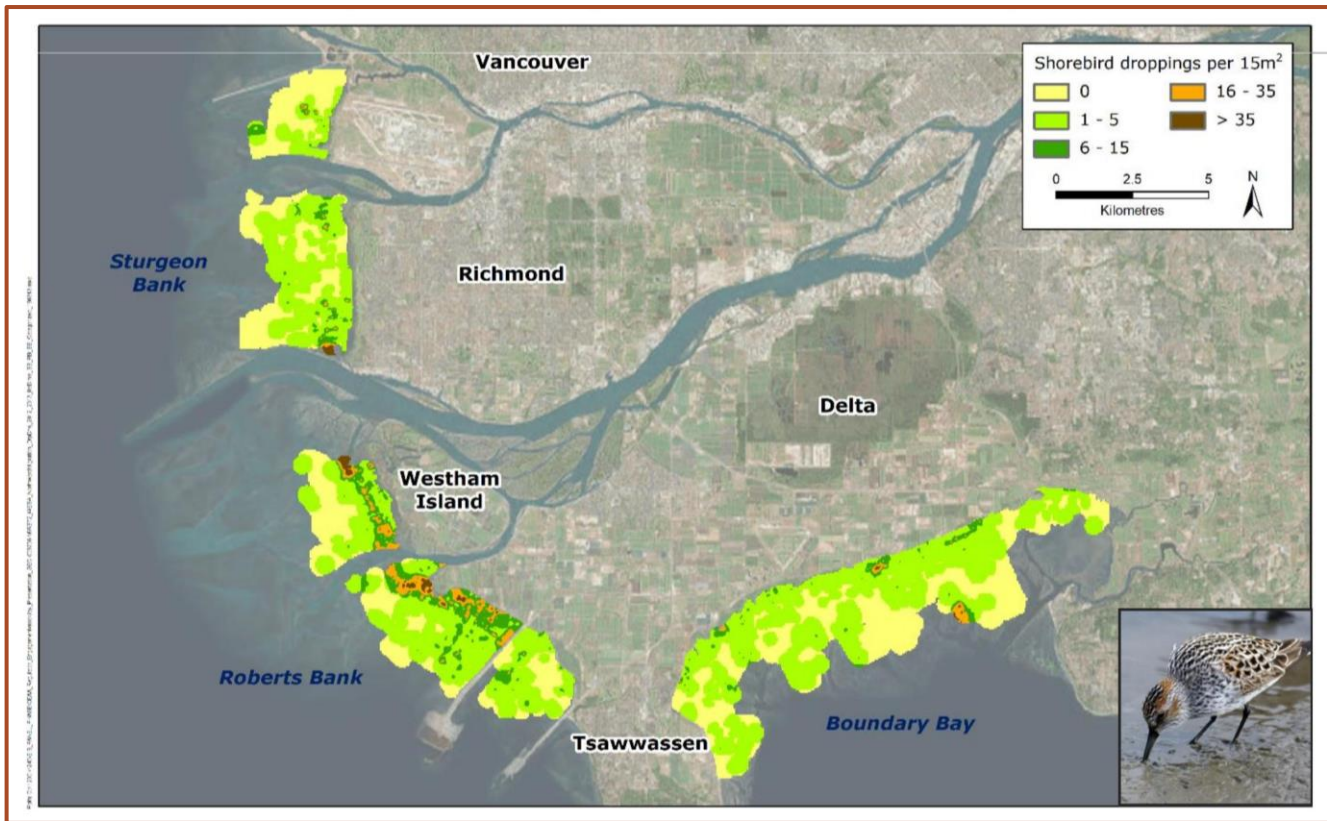 Vancouver
Shorebird droppings per 15m²
0
16 - 35
1 - 5
> 35
6 - 15
0 2.5 5
Kilometres
N
Sturgeon
Bank
Richmond
Delta
Westham
Island
Roberts Bank
Boundary Bay
Tsawwassen